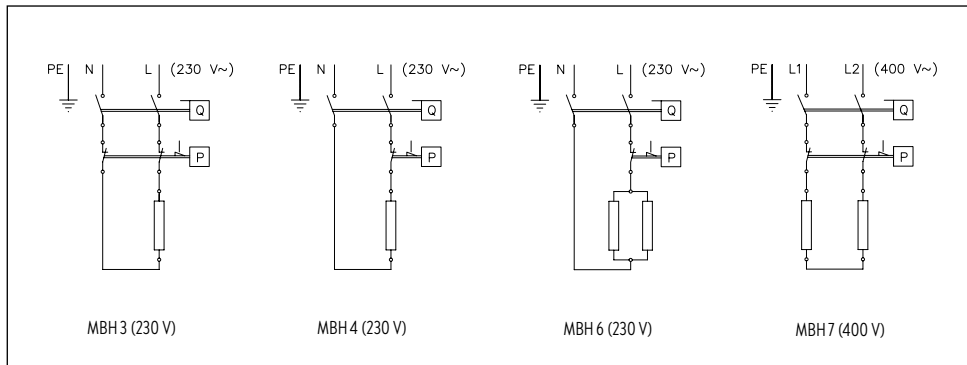 PE N L (230 V~)
Q
P
MBH 3 (230 V)
PE N L (230 V~)
Q
P
MBH 4 (230 V)
PE N L (230 V~)
Q
P
MBH 6 (230 V)
PE L1 L2 (400 V~)
Q
P
MBH 7 (400 V)